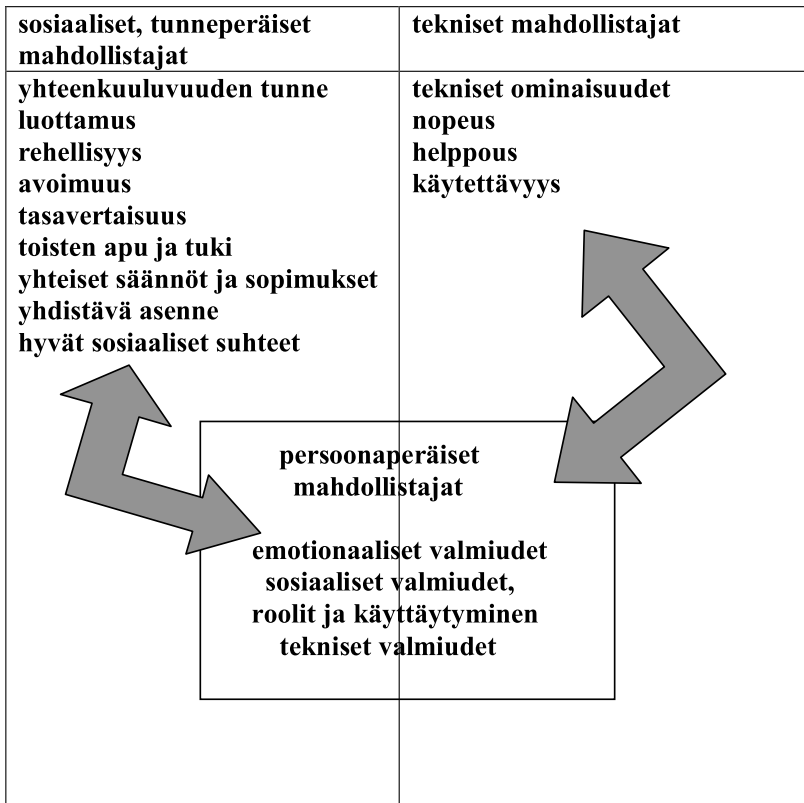 sosiaaliset, tunneperäiset
mahdollistajat
tekniset mahdollistajat
yhteenkuuluvuuden tunne
luottamus
rehellisyys
avoimuus
tasavertaisuus
toisten apu ja tuki
yhteiset säännöt ja sopimukset
yhdistävä asenne
hyvät sosiaaliset suhteet
tekniset ominaisuudet
nopeus
helppous
käytettävyys
persoonaperäiset
mahdollistajat
emotionaaliset valmiudet
sosiaaliset valmiudet,
roolit ja käyttäytyminen
tekniset valmiudet